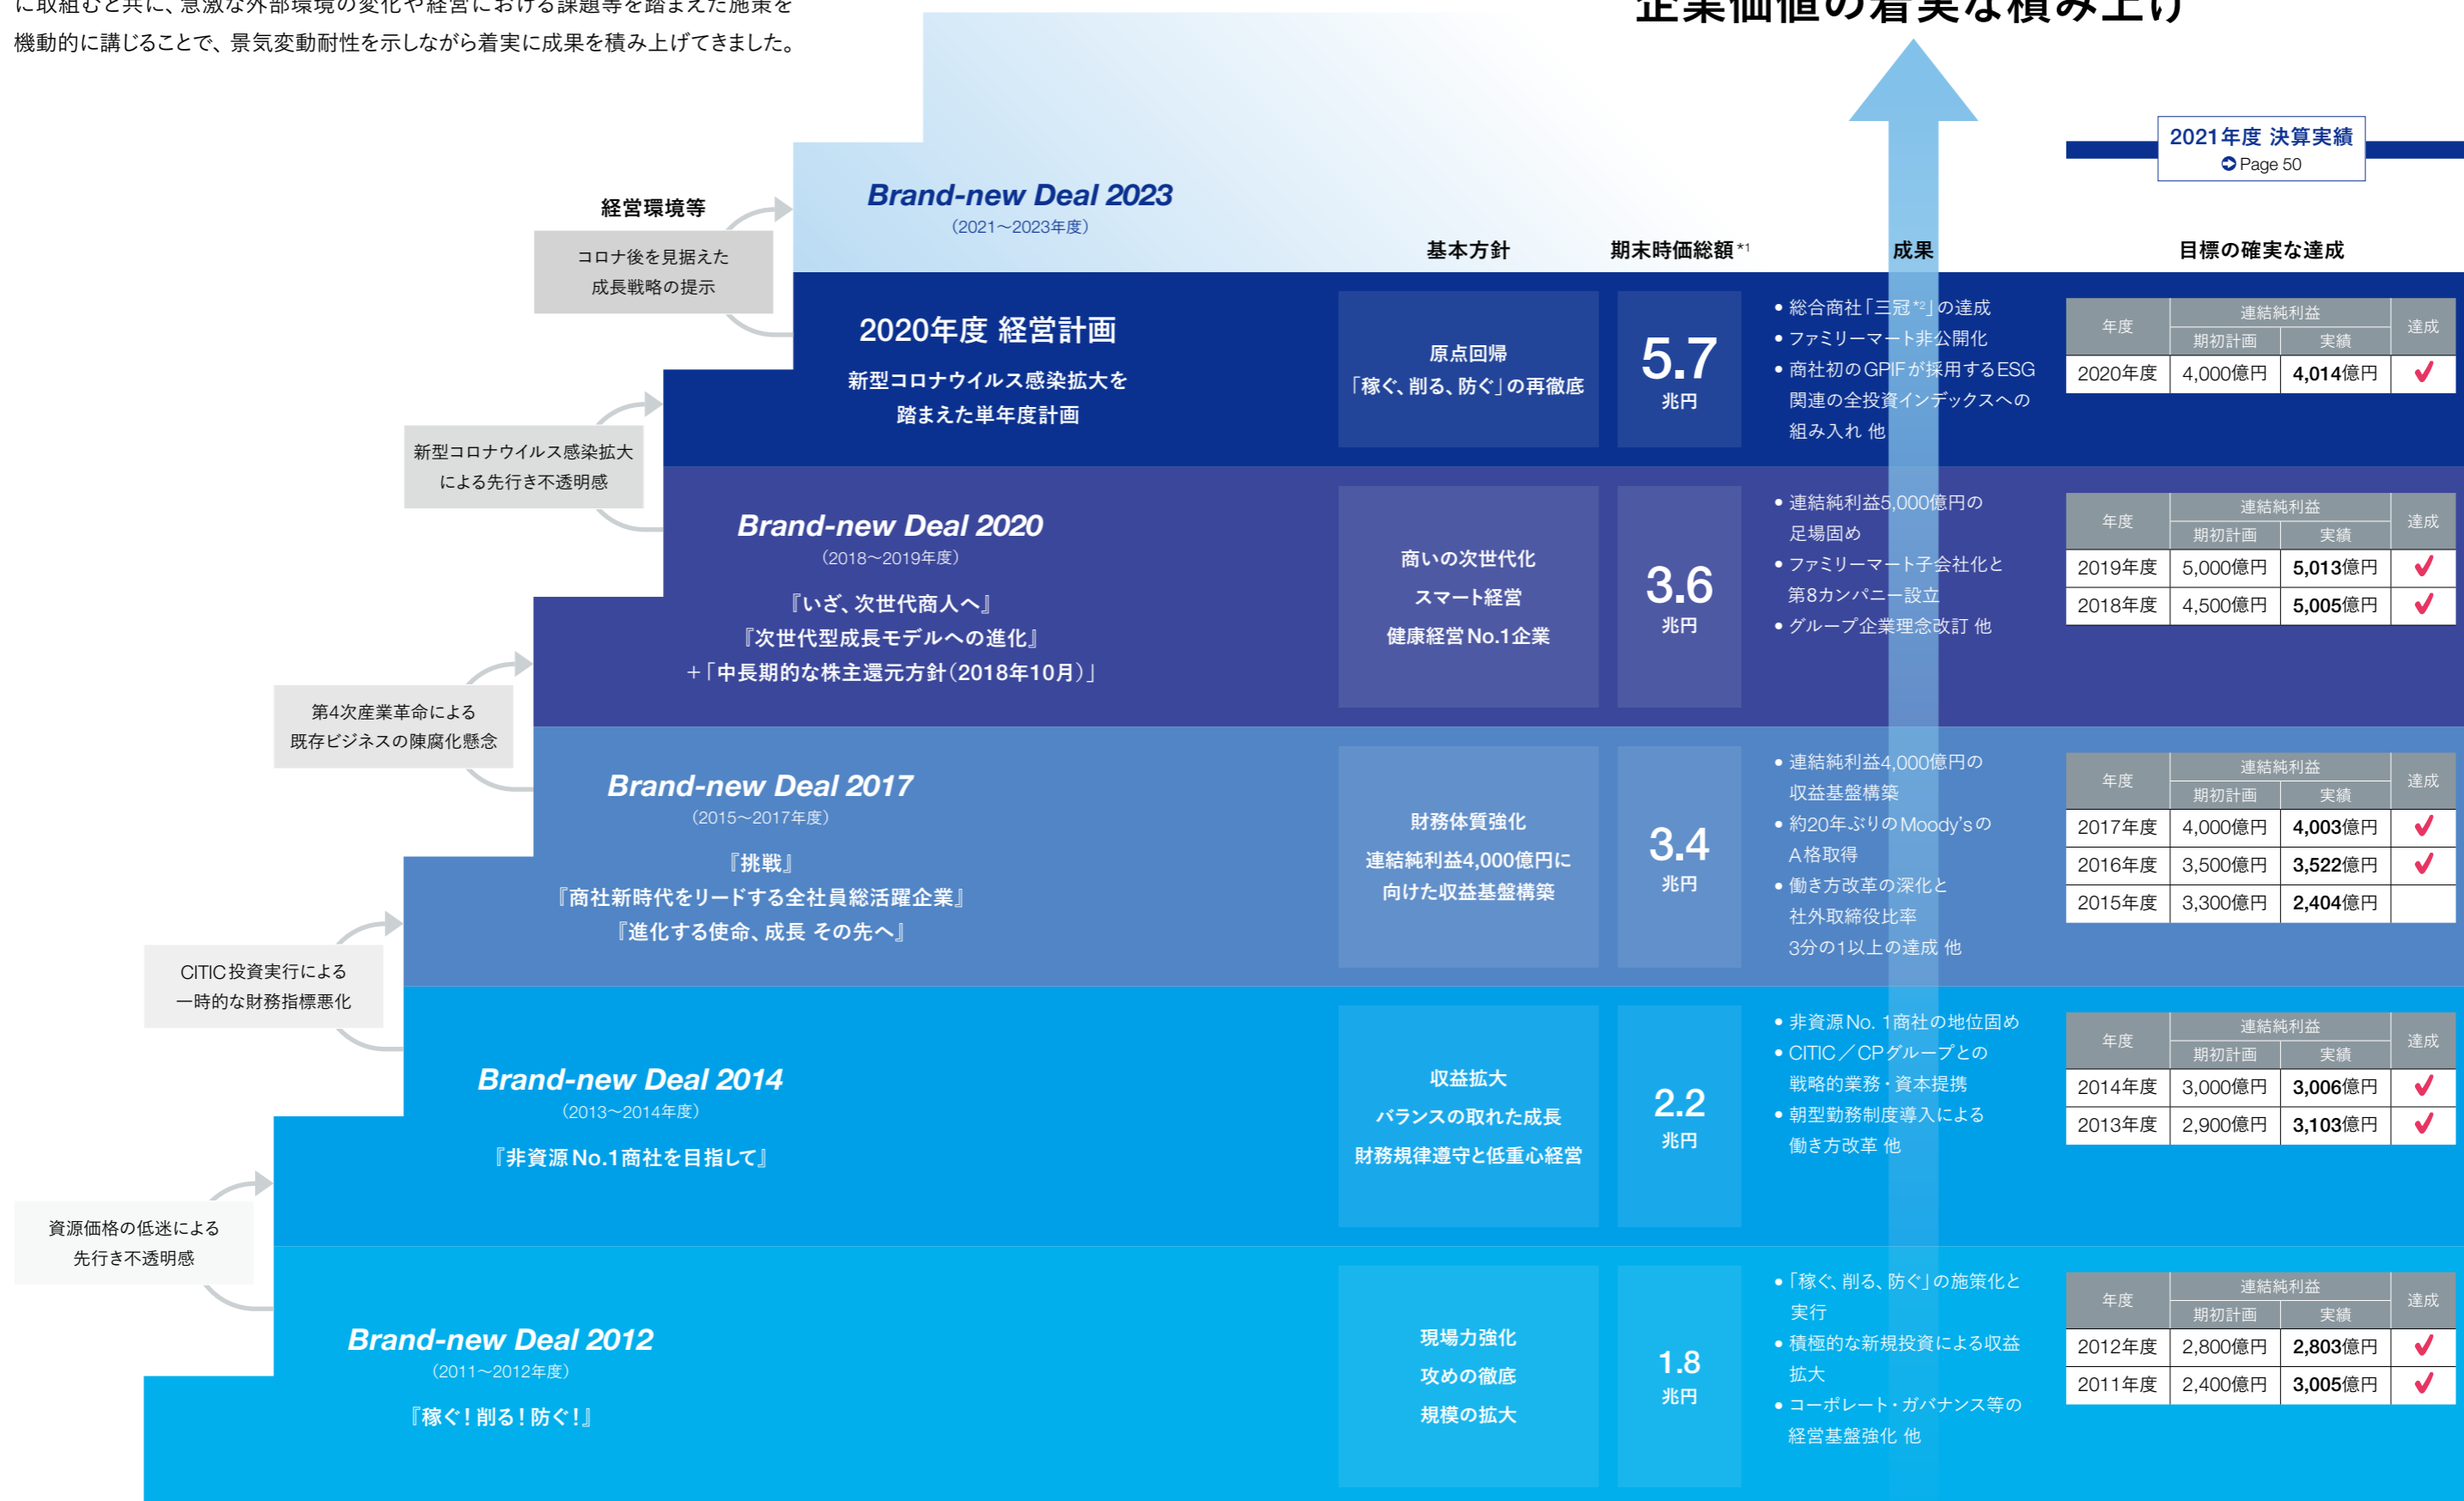 に取組むと共に、急激な外部環境の変化や経営における課題等を踏まえた施策を
機動的に講じることで、景気変動耐性を示しながら着実に成果を積み上げてきました。
企業価値の着実な積み上げ
2021年度 決算実績
Page 50
経営環境等
コロナ後を見据えた
成長戦略の提示
Brand-new Deal 2023
（2021～2023年度）
基本方針
期末時価総額*1
成果
目標の確実な達成
2020年度 経営計画
新型コロナウイルス感染拡大を
踏まえた単年度計画
原点回帰
「稼ぐ、削る、防ぐ」の再徹底
5.7
兆円
• 総合商社「三冠*2」の達成
• ファミリーマート非公開化
• 商社初のGPIFが採用するESG
関連の全投資インデックスへの
組み入れ 他
年度 連結純利益 達成
期初計画 実績
2020年度 4,000億円 4,014億円 ✓
新型コロナウイルス感染拡大
による先行き不透明感
Brand-new Deal 2020
（2018～2019年度）
『いざ、次世代商人へ』
『次世代型成長モデルへの進化』
＋「中長期的な株主還元方針（2018年10月）」
商いの次世代化
スマート経営
健康経営No.1企業
3.6
兆円
• 連結純利益5,000億円の
足場固め
• ファミリーマート子会社化と
第8カンパニー設立
• グループ企業理念改訂 他
年度 連結純利益 達成
期初計画 実績
2019年度 5,000億円 5,013億円 ✓
2018年度 4,500億円 5,005億円 ✓
第4次産業革命による
既存ビジネスの陳腐化懸念
Brand-new Deal 2017
（2015～2017年度）
『挑戦』
『商社新時代をリードする全社員総活躍企業』
『進化する使命、成長 その先へ』
財務体質強化
連結純利益4,000億円に
向けた収益基盤構築
3.4
兆円
• 連結純利益4,000億円の
収益基盤構築
• 約20年ぶりのMoody'sの
A格取得
• 働き方改革の深化と
社外取締役比率
3分の1以上の達成 他
年度 連結純利益 達成
期初計画 実績
2017年度 4,000億円 4,003億円 ✓
2016年度 3,500億円 3,522億円 ✓
2015年度 3,300億円 2,404億円
CITIC投資実行による
一時的な財務指標悪化
Brand-new Deal 2014
（2013～2014年度）
『非資源No.1商社を目指して』
収益拡大
バランスの取れた成長
財務規律遵守と低重心経営
2.2
兆円
• 非資源No. 1商社の地位固め
• CITIC／CPグループとの
戦略的業務・資本提携
• 朝型勤務制度導入による
働き方改革 他
年度 連結純利益 達成
期初計画 実績
2014年度 3,000億円 3,006億円 ✓
2013年度 2,900億円 3,103億円 ✓
資源価格の低迷による
先行き不透明感
Brand-new Deal 2012
（2011～2012年度）
『稼ぐ！削る！防ぐ！』
現場力強化
攻めの徹底
規模の拡大
1.8
兆円
• 「稼ぐ、削る、防ぐ」の施策化と
実行
• 積極的な新規投資による収益
拡大
• コーポレート・ガバナンス等の
経営基盤強化 他
年度 連結純利益 達成
期初計画 実績
2012年度 2,800億円 2,803億円 ✓
2011年度 2,400億円 3,005億円 ✓